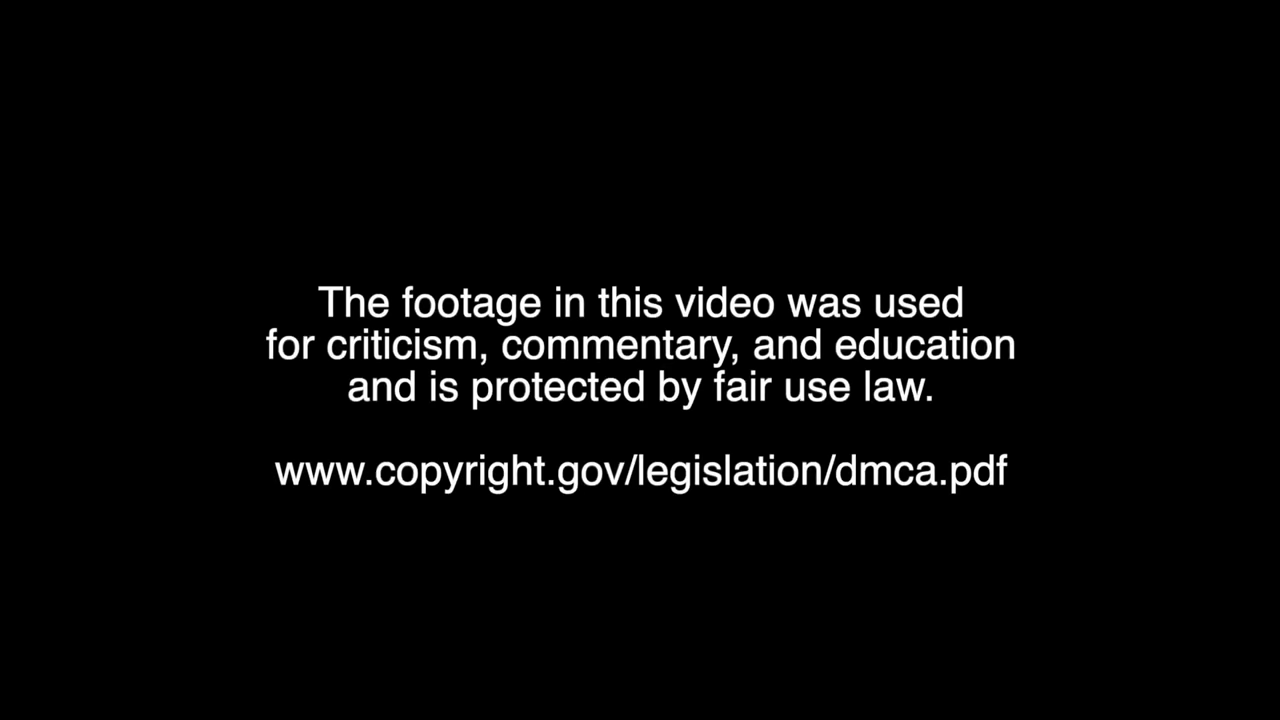 The footage in this video was used
for criticism, commentary, and education
and is protected by fair use law.
www.copyright.gov/legislation/dmca.pdf